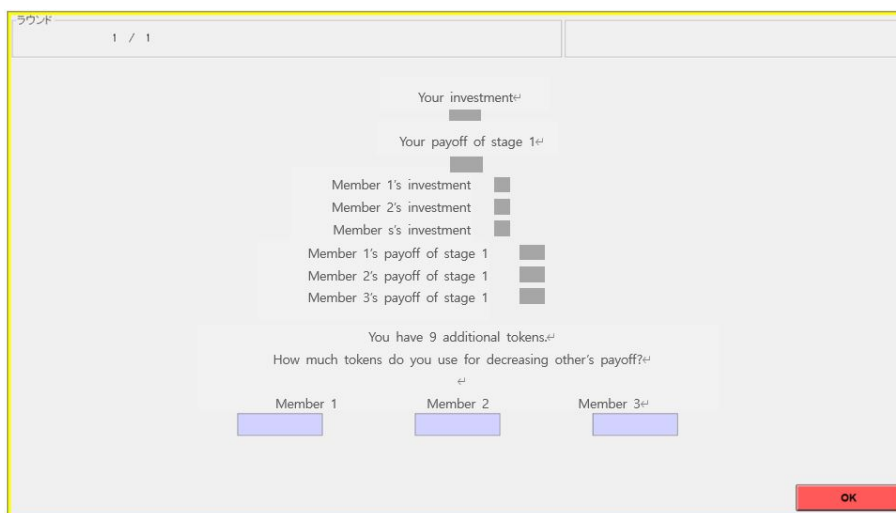 ラウンド
1 / 1
Your investment↵
Your payoff of stage 1↵
Member 1's investment
Member 2's investment
Member s's investment
Member 1's payoff of stage 1
Member 2's payoff of stage 1
Member 3's payoff of stage 1
You have 9 additional tokens.↵
How much tokens do you use for decreasing other's payoff?↵
↵
Member 1 Member 2 Member 3↵
OK